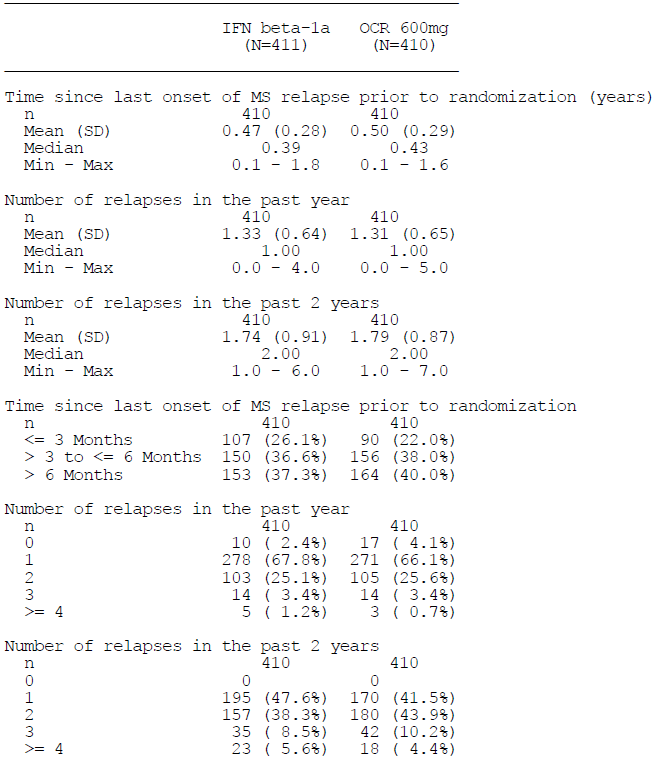 IFN beta-1a OCR 600mg
(N=411) (N=410)
Time since last onset of MS relapse prior to randomization (years)
n 410 410
Mean (SD) 0.47 (0.28) 0.50 (0.29)
Median 0.39 0.43
Min - Max 0.1 - 1.8 0.1 - 1.6
Number of relapses in the past year
n 410 410
Mean (SD) 1.33 (0.64) 1.31 (0.65)
Median 1.00 1.00
Min - Max 0.0 - 4.0 0.0 - 5.0
Number of relapses in the past 2 years
n 410 410
Mean (SD) 1.74 (0.91) 1.79 (0.87)
Median 2.00 2.00
Min - Max 1.0 - 6.0 1.0 - 7.0
Time since last onset of MS relapse prior to randomization
n 410 410
<= 3 Months 107 (26.1%) 90 (22.0%)
> 3 to <= 6 Months 150 (36.6%) 156 (38.0%)
> 6 Months 153 (37.3%) 164 (40.0%)
Number of relapses in the past year
n 410 410
0 10 ( 2.4%) 17 ( 4.1%)
1 278 (67.8%) 271 (66.1%)
2 103 (25.1%) 105 (25.6%)
3 14 ( 3.4%) 14 ( 3.4%)
>= 4 5 ( 1.2%) 3 ( 0.7%)
Number of relapses in the past 2 years
n 410 410
0 0 0
1 195 (47.6%) 170 (41.5%)
2 157 (38.3%) 180 (43.9%)
3 35 ( 8.5%) 42 (10.2%)
>= 4 23 ( 5.6%) 18 ( 4.4%)